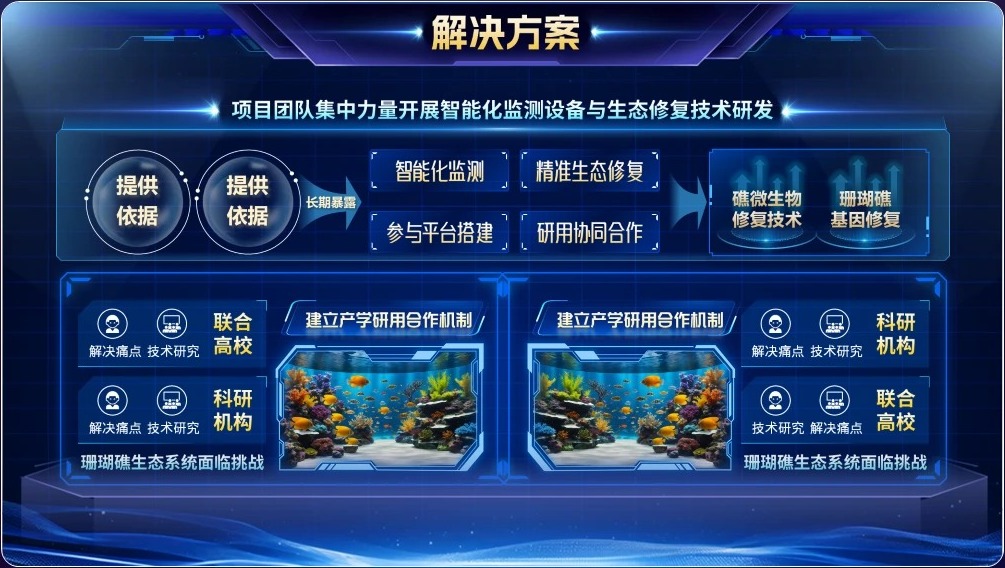 解决方案
项目团队集中力量开展智能化监测设备与生态修复技术研发
提供
依据
提供
依据
长期暴露
智能化监测
精准生态修复
参与平台搭建
研用协同合作
礁微生物
修复技术
珊瑚礁
基因修复
解决痛点
技术研究
联合
高校
解决痛点
技术研究
科研
机构
珊瑚礁生态系统面临挑战
建立产学研用合作机制
建立产学研用合作机制
解决痛点
技术研究
科研
机构
技术研究
解决痛点
联合
高校
珊瑚礁生态系统面临挑战